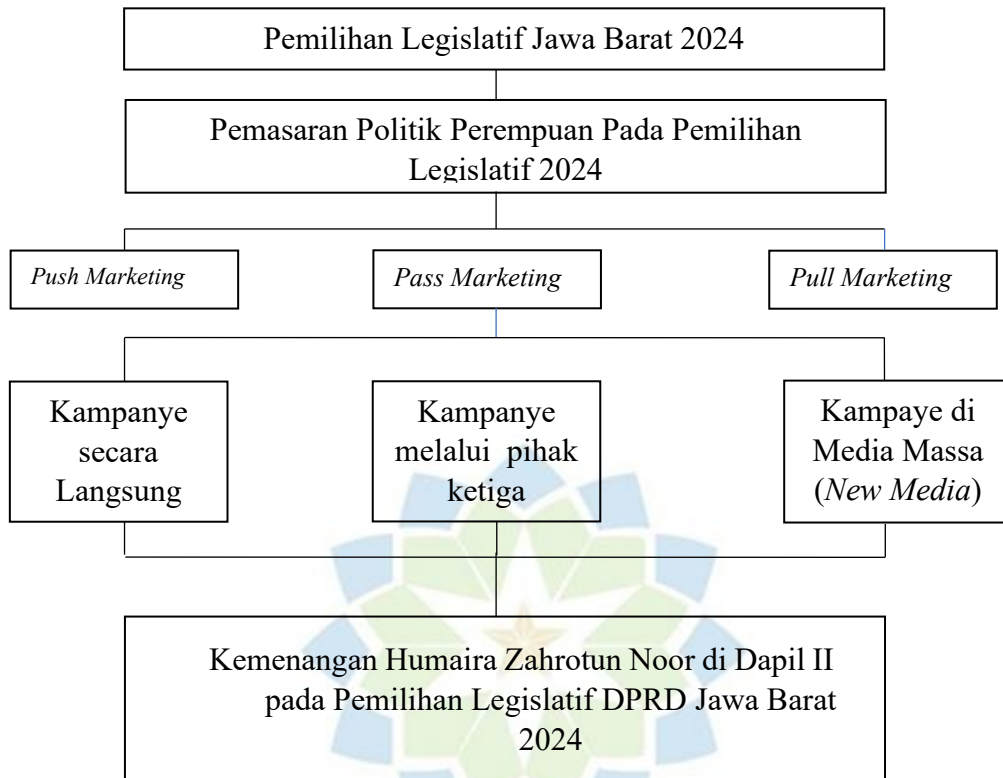 Pemilihan Legislatif Jawa Barat 2024
Pemasaran Politik Perempuan Pada Pemilihan
Legislatif 2024
Push Marketing
Pass Marketing
Pull Marketing
Kampanye
secara
Langsung
Kampanye
melalui pihak
ketiga
Kampaye di
Media Massa
(New Media)
Kemenangan Humaira Zahrotun Noor di Dapil II
pada Pemilihan Legislatif DPRD Jawa Barat
2024